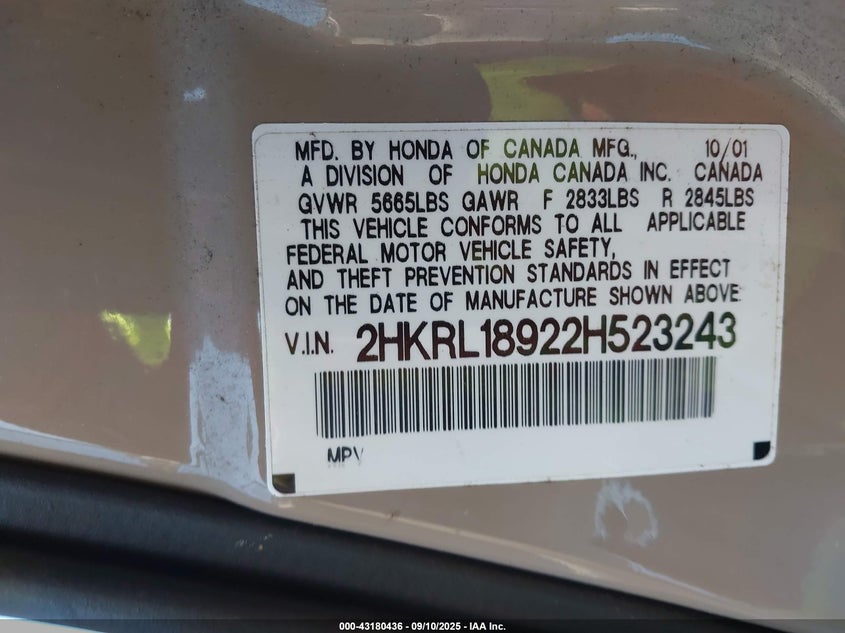 MFD. BY HONDA OF CANADA MFG., 10/01
A DIVISION OF HONDA CANADA INC. CANADA
GVWR 5665LBS GAWR F 2833LBS R 2845LBS
THIS VEHICLE CONFORMS TO ALL APPLICABLE
FEDERAL MOTOR VEHICLE SAFETY,
AND THEFT PREVENTION STANDARDS IN EFFECT
ON THE DATE OF MANUFACTURE SHOWN ABOVE.
V.I.N. 2HKRL18922H523243
MPV
000-43180436 - 09/10/2025 - IAA Inc.